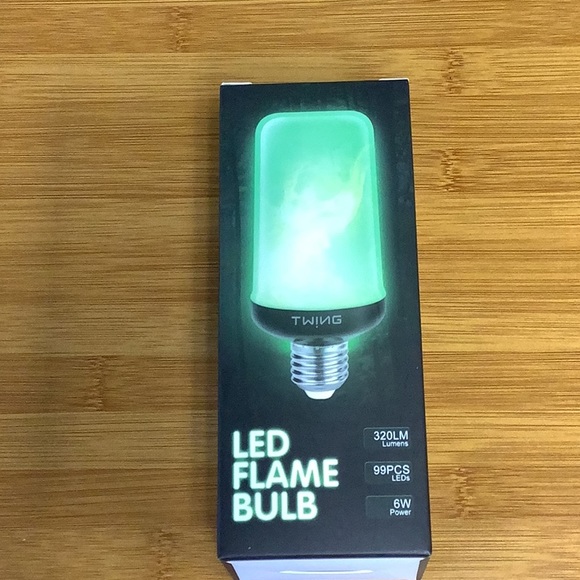 TWING
LED
FLAME
BULB
320LM
Lumens
99PCS
LEDs
6W
Power